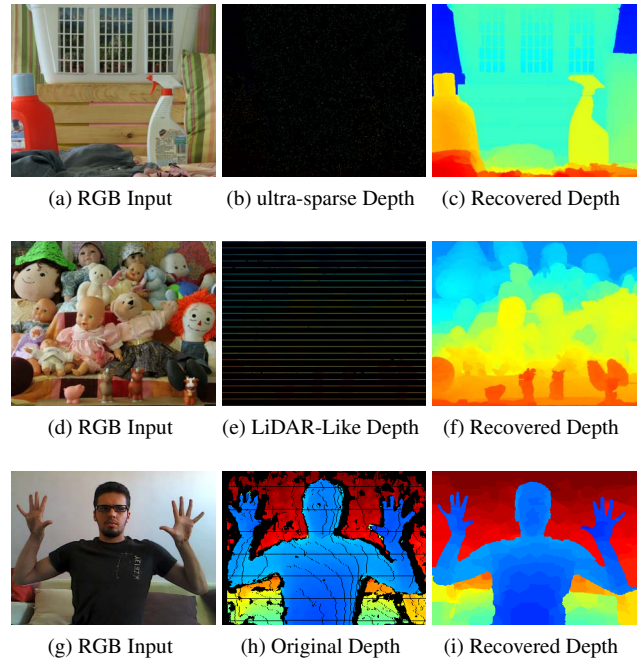 (a) RGB Input (b) ultra-sparse Depth (c) Recovered Depth
(d) RGB Input (e) LiDAR-Like Depth (f) Recovered Depth
(g) RGB Input (h) Original Depth (i) Recovered Depth